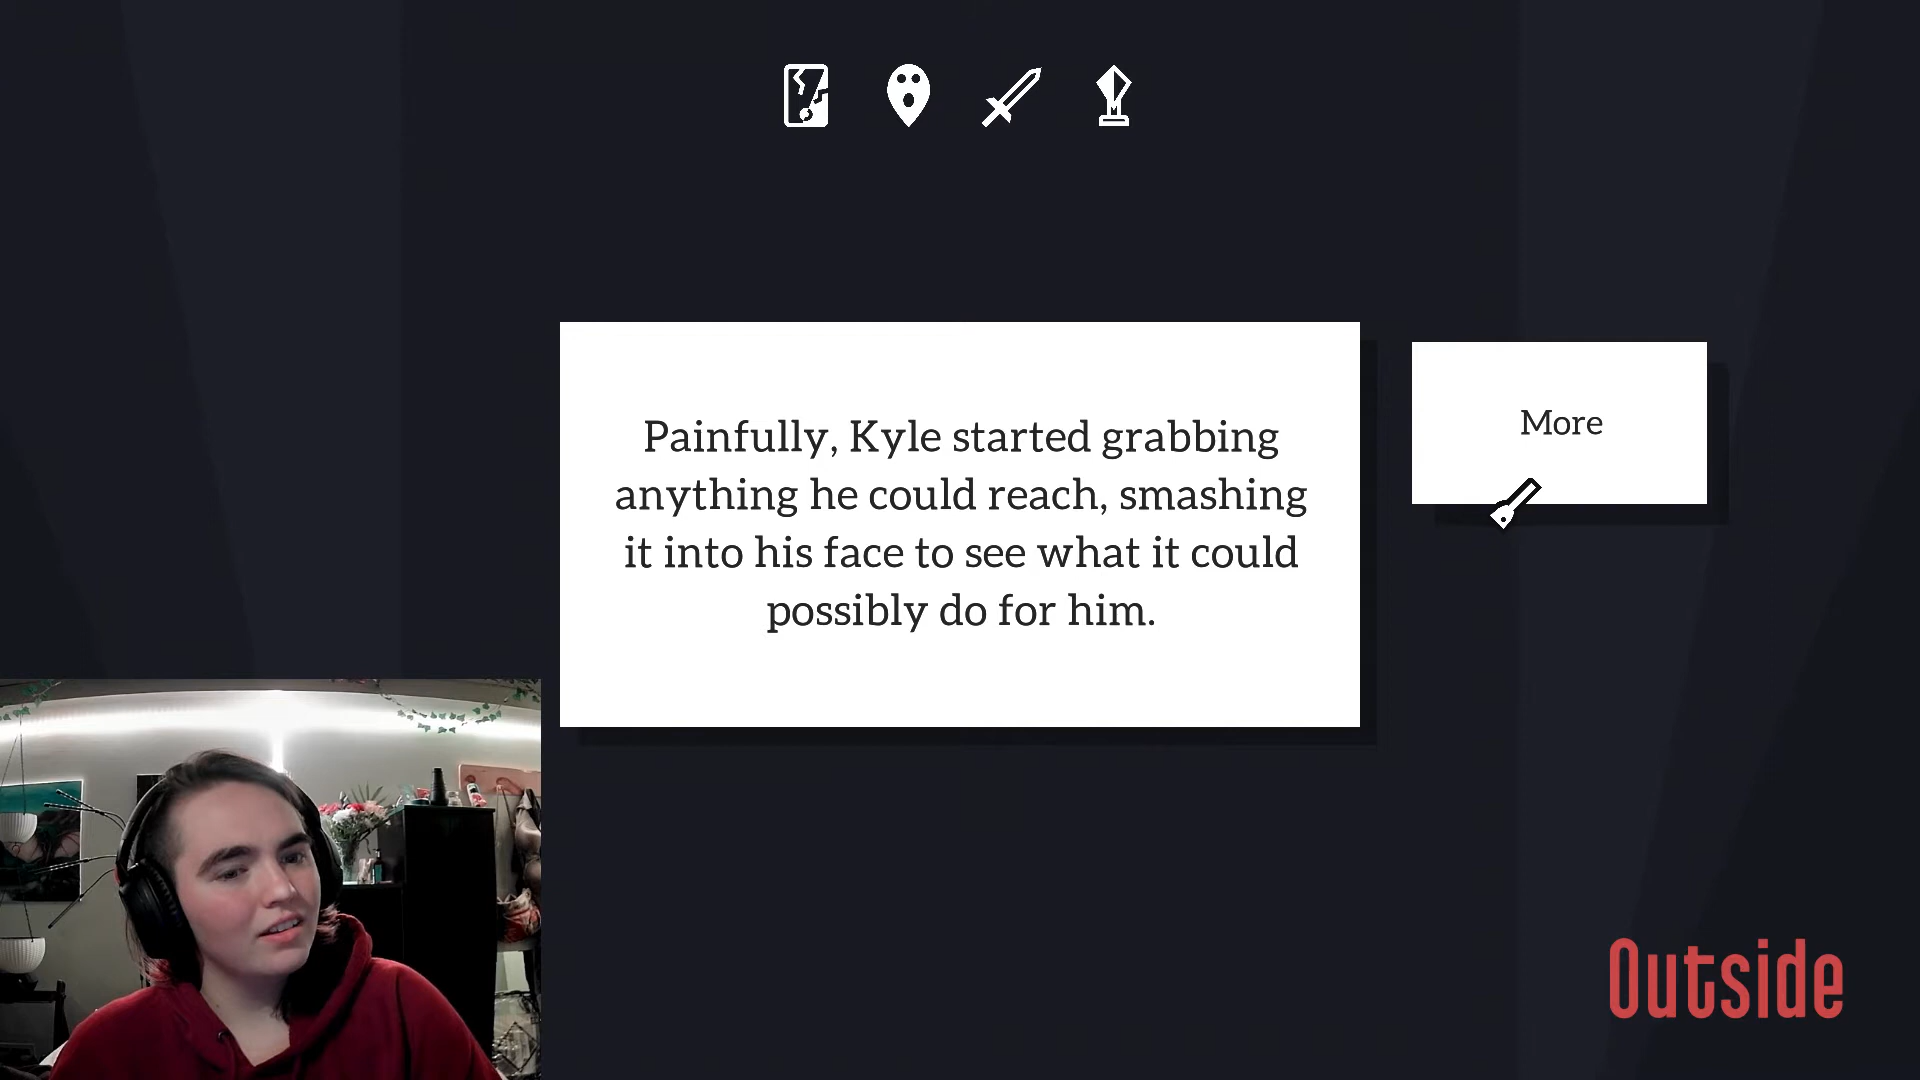 Painfully, Kyle started grabbing
anything he could reach, smashing
it into his face to see what it could
possibly do for him.
More
Outside